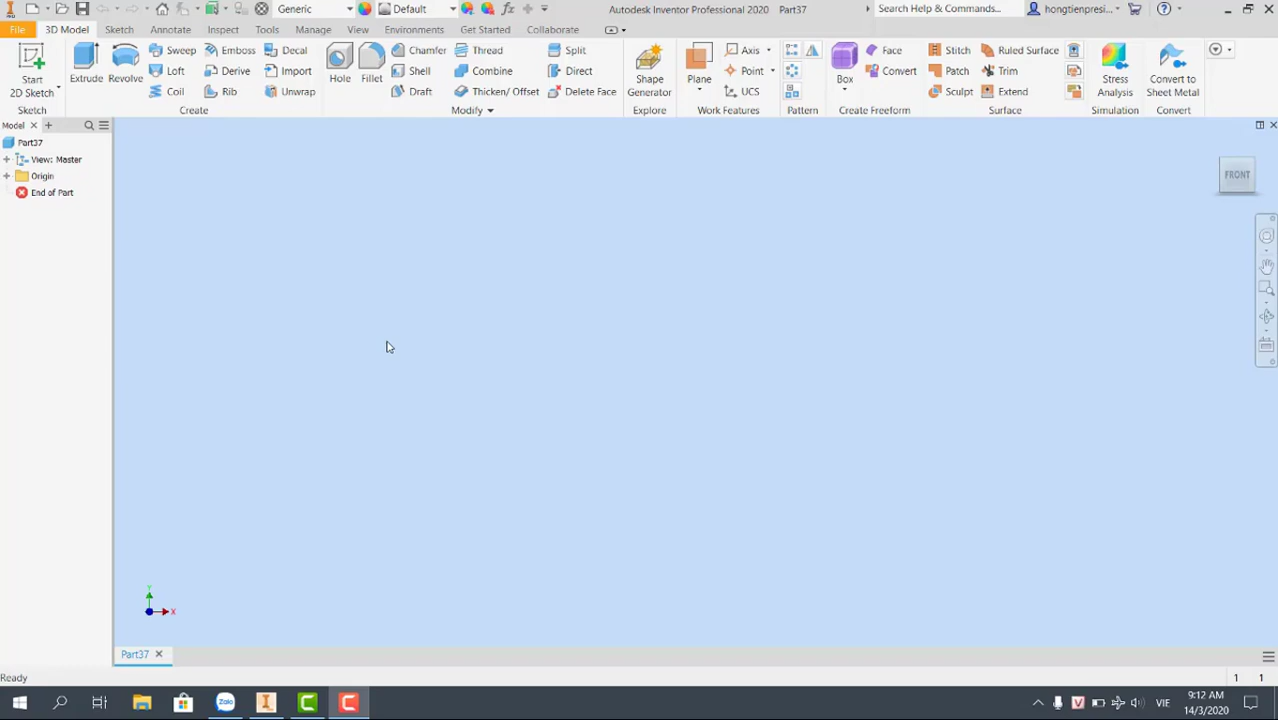 Generic Default Autodesk Inventor Professional 2020 Part37 Search Help & Commands... hongtienpresi...
File 3D Model Sketch Annotate Inspect Tools Manage View Environments Get Started Collaborate
Start
2D Sketch
Sketch
Extrude Revolve
Sweep Emboss Decal
Loft Derive Import
Coil Rib Unwrap
Create
Hole Fillet
Chamfer Thread Split
Shell Combine Direct
Draft Thicken/ Offset Delete Face
Modify
Shape
Generator
Explore
Plane
Axis
Point
UCS
Work Features
Pattern
Box
Face
Convert
Create Freeform
Stitch Ruled Surface
Patch Trim
Sculpt Extend
Surface
Stress
Analysis
Simulation
Convert to
Sheet Metal
Convert
Model
Part37
View: Master
Origin
End of Part
FRONT
Y
X
Part37
Ready
1 1
Zalo
VIE
9:12 AM
14/3/2020